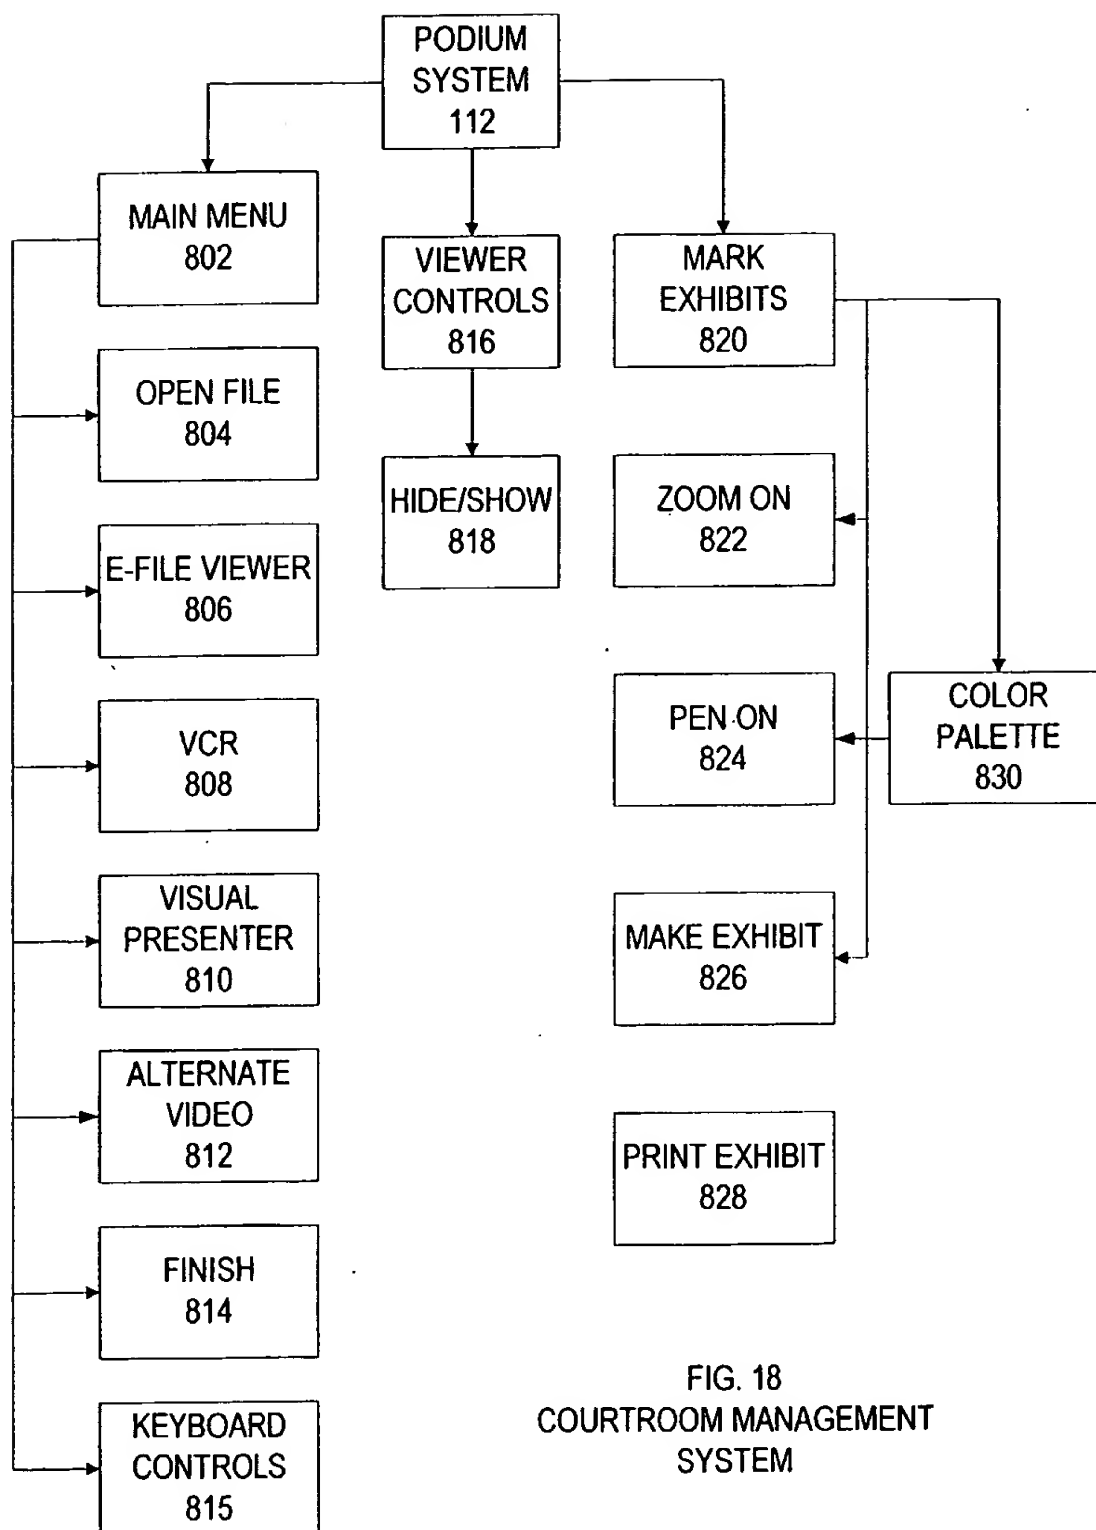 PODIUM
SYSTEM
112
MAIN MENU
802
OPEN FILE
804
E-FILE VIEWER
806
VCR
808
VISUAL
PRESENTER
810
ALTERNATE
VIDEO
812
FINISH
814
KEYBOARD
CONTROLS
815
VIEWER
CONTROLS
816
HIDE/SHOW
818
MARK
EXHIBITS
820
ZOOM ON
822
PEN ON
824
MAKE EXHIBIT
826
PRINT EXHIBIT
828
COLOR
PALETTE
830
FIG. 18
COURTROOM MANAGEMENT
SYSTEM